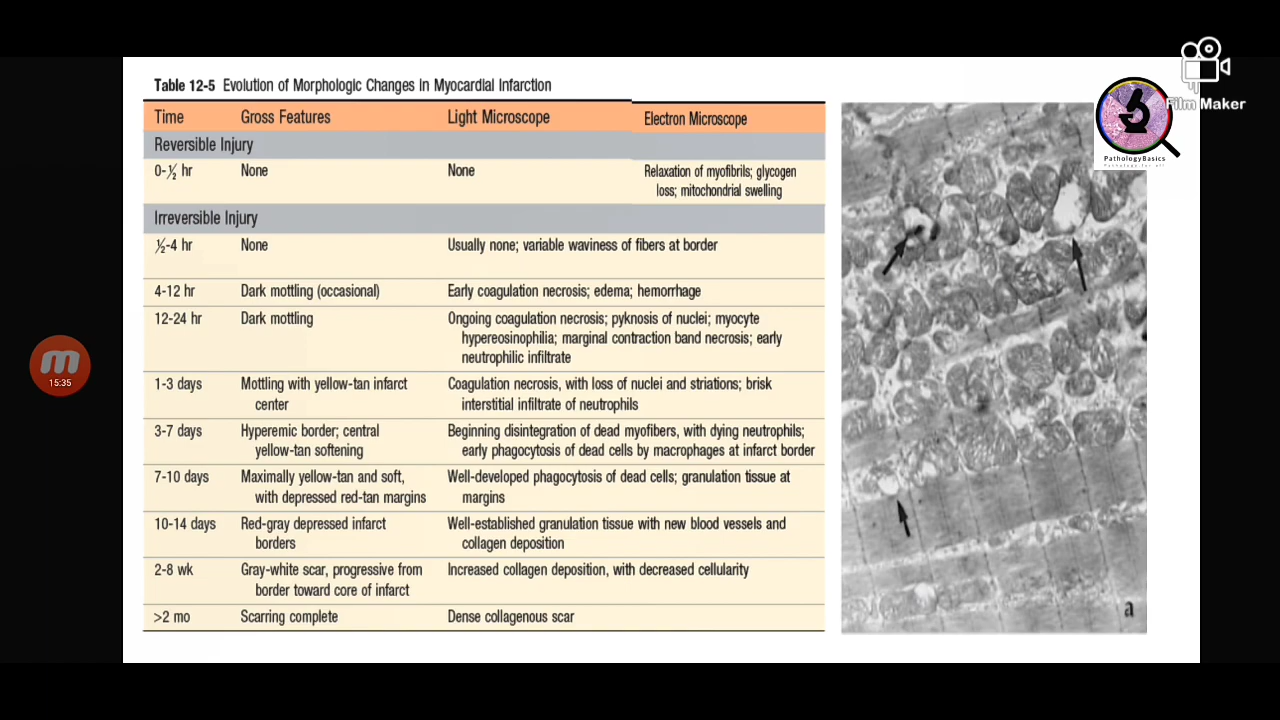 Film Maker
PathologyBasics
Pathology for all
15:35
Table 12-5 Evolution of Morphologic Changes in Myocardial Infarction
Time Gross Features Light Microscope Electron Microscope
Reversible Injury
0-½ hr None None Relaxation of myofibrils; glycogen
loss; mitochondrial swelling
Irreversible Injury
½-4 hr None Usually none; variable waviness of fibers at border
4-12 hr Dark mottling (occasional) Early coagulation necrosis; edema; hemorrhage
12-24 hr Dark mottling Ongoing coagulation necrosis; pyknosis of nuclei; myocyte
hypereosinophilia; marginal contraction band necrosis; early
neutrophilic infiltrate
1-3 days Mottling with yellow-tan infarct Coagulation necrosis, with loss of nuclei and striations; brisk
center interstitial infiltrate of neutrophils
3-7 days Hyperemic border; central Beginning disintegration of dead myofibers, with dying neutrophils;
yellow-tan softening early phagocytosis of dead cells by macrophages at infarct border
7-10 days Maximally yellow-tan and soft, Well-developed phagocytosis of dead cells; granulation tissue at
with depressed red-tan margins margins
10-14 days Red-gray depressed infarct Well-established granulation tissue with new blood vessels and
borders collagen deposition
2-8 wk Gray-white scar, progressive from Increased collagen deposition, with decreased cellularity
border toward core of infarct
>2 mo Scarring complete Dense collagenous scar
a